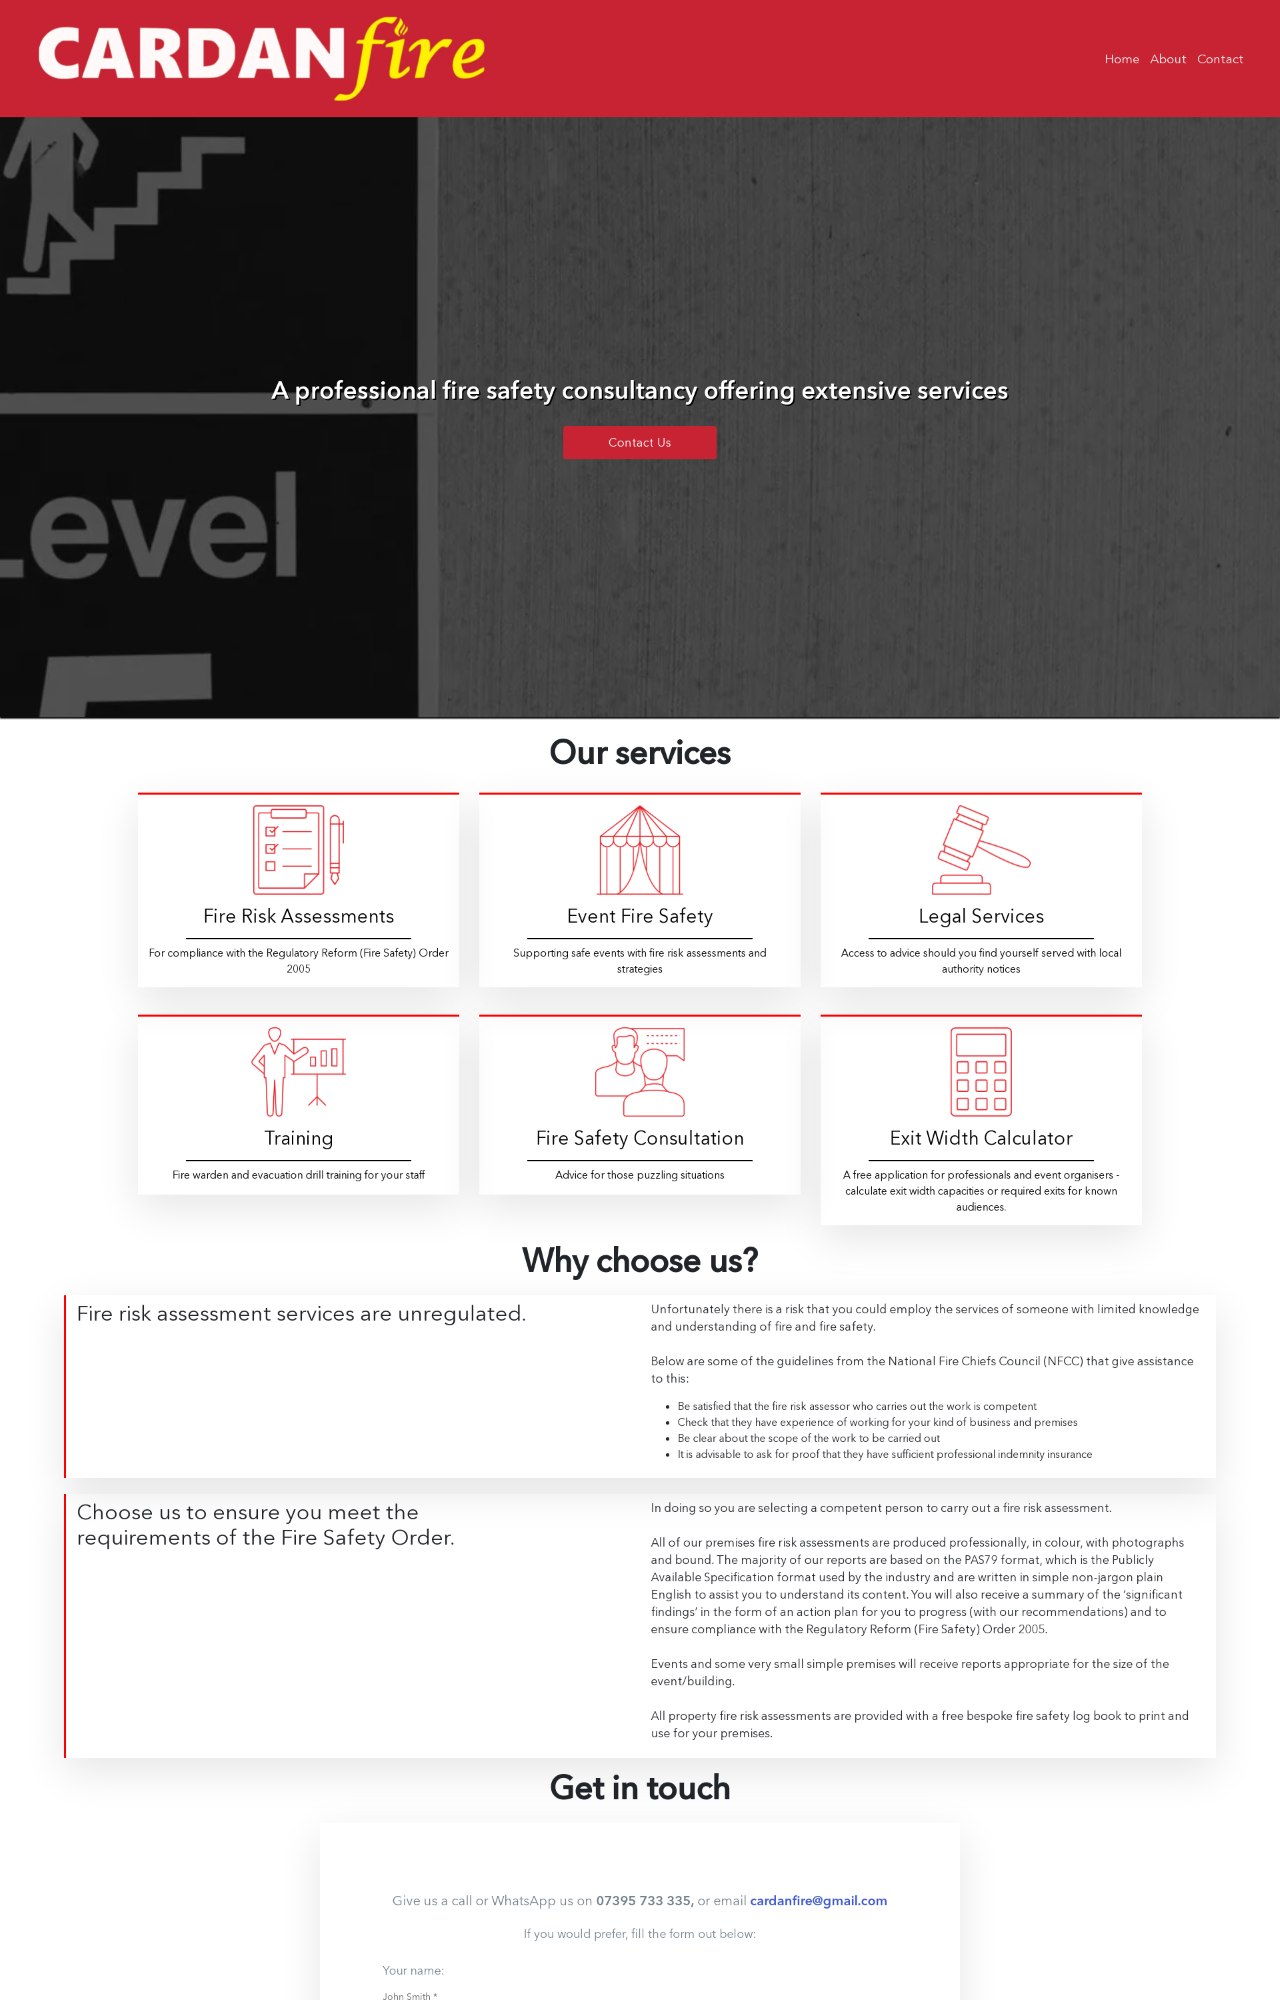 CARDANfire
Home About Contact
Level
A professional fire safety consultancy offering extensive services
Contact Us
Our services
Fire Risk Assessments
For compliance with the Regulatory Reform (Fire Safety) Order
2005
Event Fire Safety
Supporting safe events with fire risk assessments and
strategies
Legal Services
Access to advice should you find yourself served with local
authority notices
Training
Fire warden and evacuation drill training for your staff
Fire Safety Consultation
Advice for those puzzling situations
Exit Width Calculator
A free application for professionals and event organisers -
calculate exit width capacities or required exits for known
audiences.
Why choose us?
Fire risk assessment services are unregulated.
Unfortunately there is a risk that you could employ the services of someone with limited knowledge
and understanding of fire and fire safety.
Below are some of the guidelines from the National Fire Chiefs Council (NFCC) that give assistance
to this:
• Be satisfied that the fire risk assessor who carries out the work is competent
• Check that they have experience of working for your kind of business and premises
• Be clear about the scope of the work to be carried out
• It is advisable to ask for proof that they have sufficient professional indemnity insurance
Choose us to ensure you meet the
requirements of the Fire Safety Order.
In doing so you are selecting a competent person to carry out a fire risk assessment.
All of our premises fire risk assessments are produced professionally, in colour, with photographs
and bound. The majority of our reports are based on the PAS79 format, which is the Publicly
Available Specification format used by the industry and are written in simple non-jargon plain
English to assist you to understand its content. You will also receive a summary of the ‘significant
findings’ in the form of an action plan for you to progress (with our recommendations) and to
ensure compliance with the Regulatory Reform (Fire Safety) Order 2005.
Events and some very small simple premises will receive reports appropriate for the size of the
event/building.
All property fire risk assessments are provided with a free bespoke fire safety log book to print and
use for your premises.
Get in touch
Give us a call or WhatsApp us on 07395 733 335, or email cardanfire@gmail.com
If you would prefer, fill the form out below:
Your name:
John Smith *